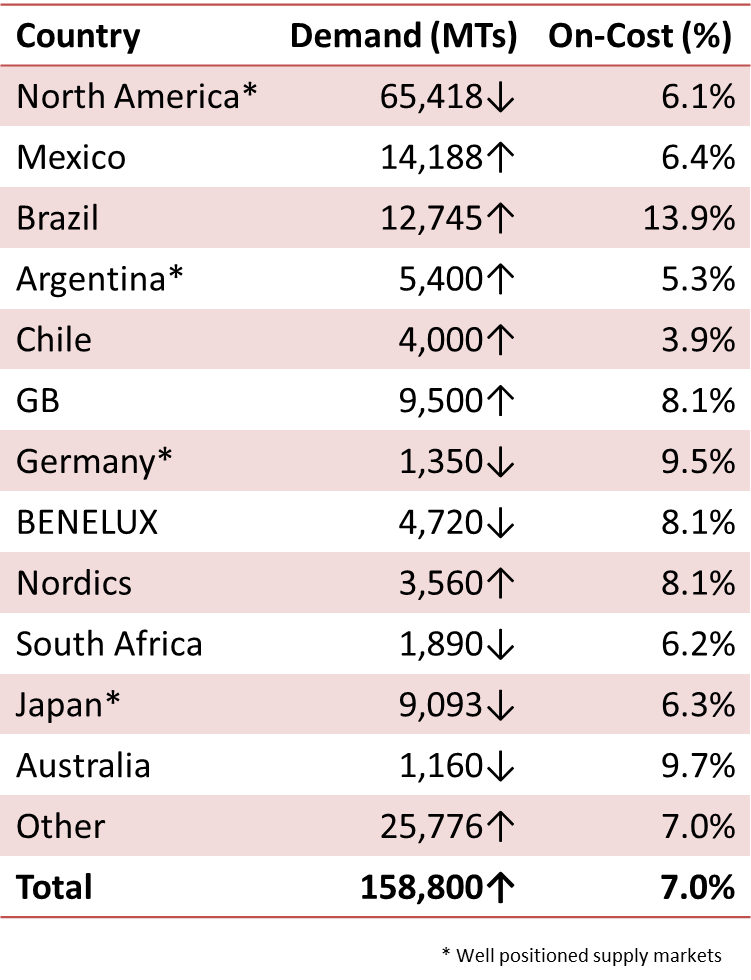 Country Demand (MTs) On-Cost (%)
North America* 65,418↓ 6.1%
Mexico 14,188↑ 6.4%
Brazil 12,745↑ 13.9%
Argentina* 5,400↑ 5.3%
Chile 4,000↑ 3.9%
GB 9,500↑ 8.1%
Germany* 1,350↓ 9.5%
BENELUX 4,720↓ 8.1%
Nordics 3,560↑ 8.1%
South Africa 1,890↓ 6.2%
Japan* 9,093↓ 6.3%
Australia 1,160↓ 9.7%
Other 25,776↑ 7.0%
Total 158,800↑ 7.0%
* Well positioned supply markets